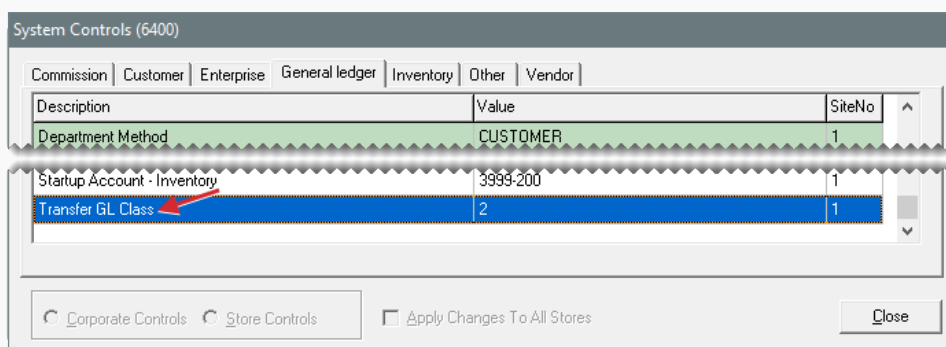 System Controls (6400)
Commission Customer Enterprise General ledger Inventory Other Vendor
Description Value SiteNo
Department Method CUSTOMER 1
Startup Account - Inventory 3999-200 1
Transfer GL Class 2 1
Corporate Controls Store Controls Apply Changes To All Stores Close